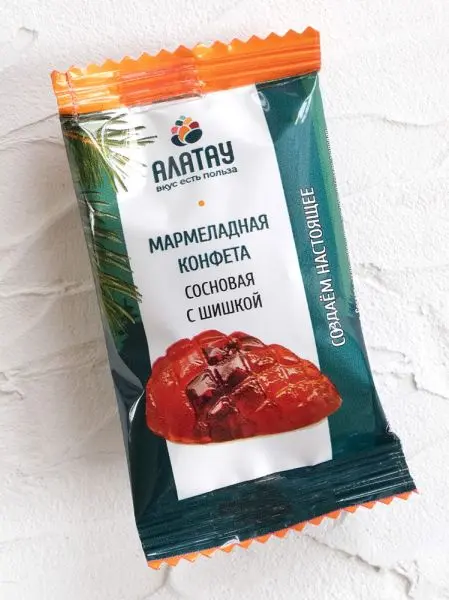 АЛАТАУ
вкус есть польза
МАРМЕЛАДНАЯ
КОНФЕТА
СОСНОВАЯ
С ШИШКОЙ
СОЗДАЁМ НАСТОЯЩЕЕ